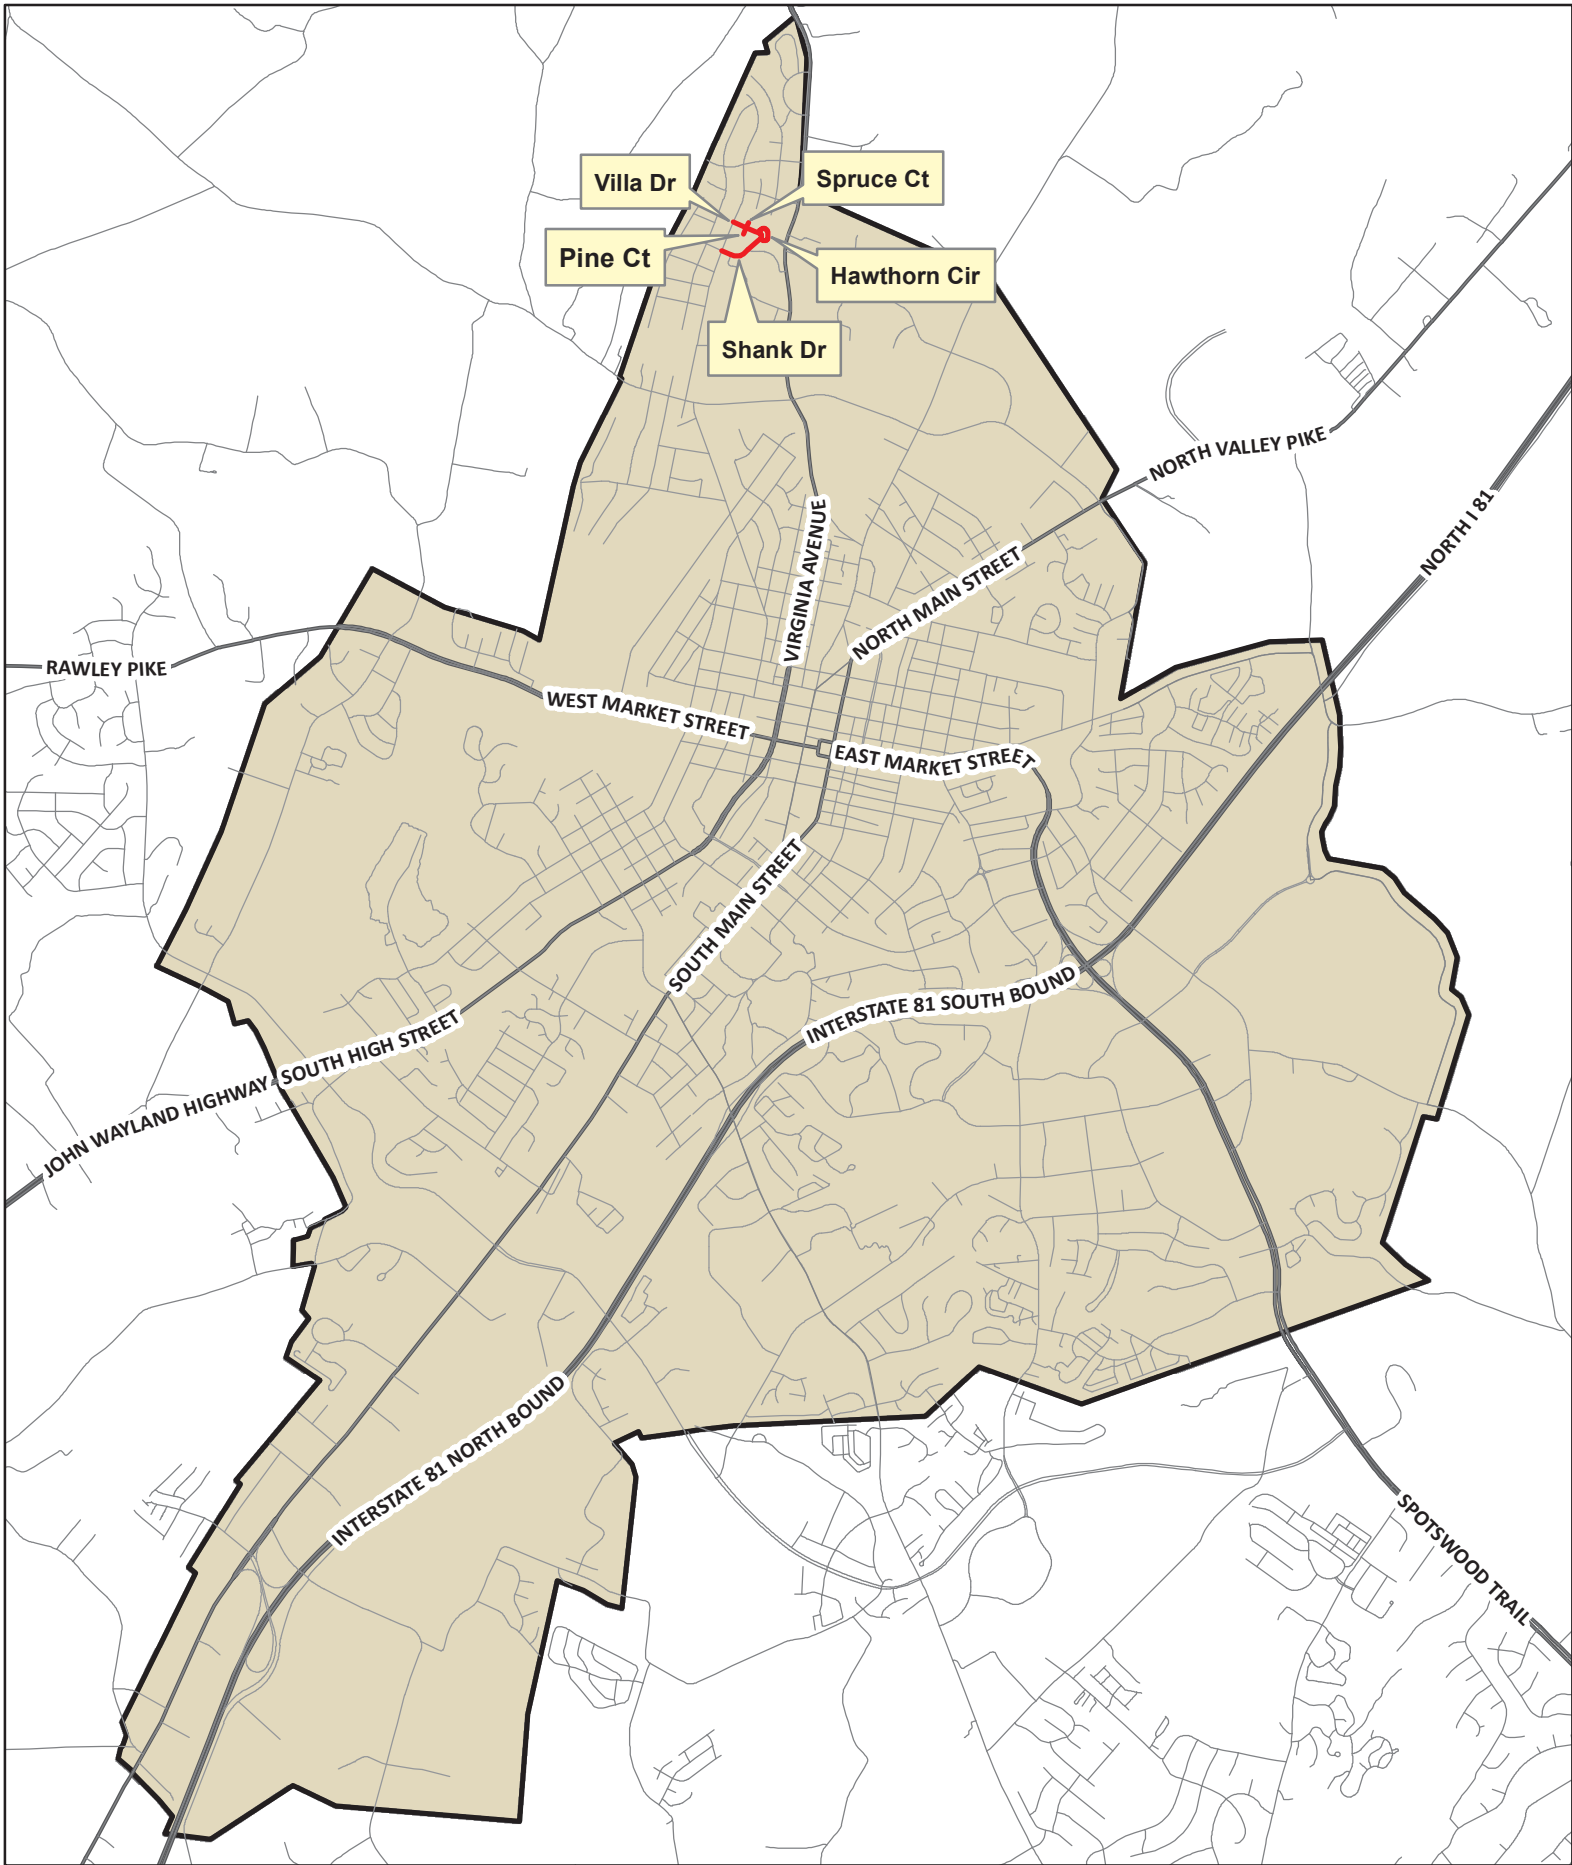 Villa Dr
Spruce Ct
Pine Ct
Hawthorn Cir
Shank Dr
NORTH VALLEY PIKE
NORTH I 81
VIRGINIA AVENUE
NORTH MAIN STREET
RAWLEY PIKE
WEST MARKET STREET
EAST MARKET STREET
SOUTH MAIN STREET
INTERSTATE 81 SOUTH BOUND
SOUTH HIGH STREET
JOHN WAYLAND HIGHWAY
INTERSTATE 81 NORTH BOUND
SPOTSWOOD TRAIL